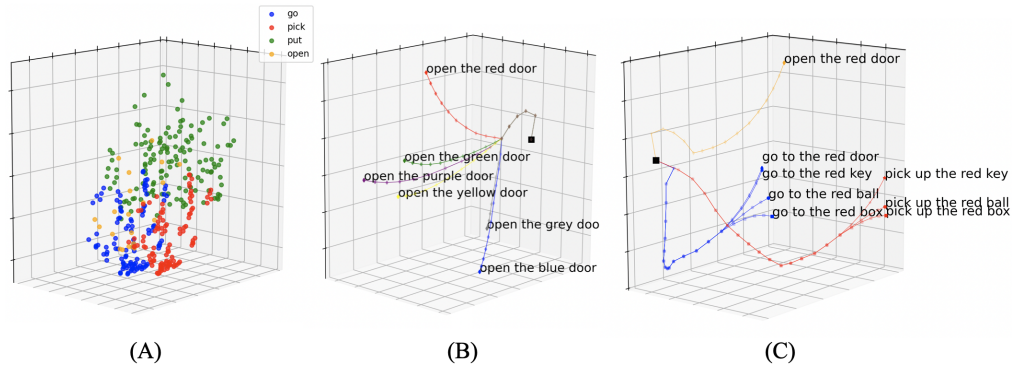 go
pick
put
open
open the red door
open the green door
open the purple door
open the yellow door
open the grey doo
open the blue door
open the red door
go to the red door
go to the red key
pick up the red key
go to the red ball
pick up the red ball
go to the red box
pick up the red box
(A)
(B)
(C)